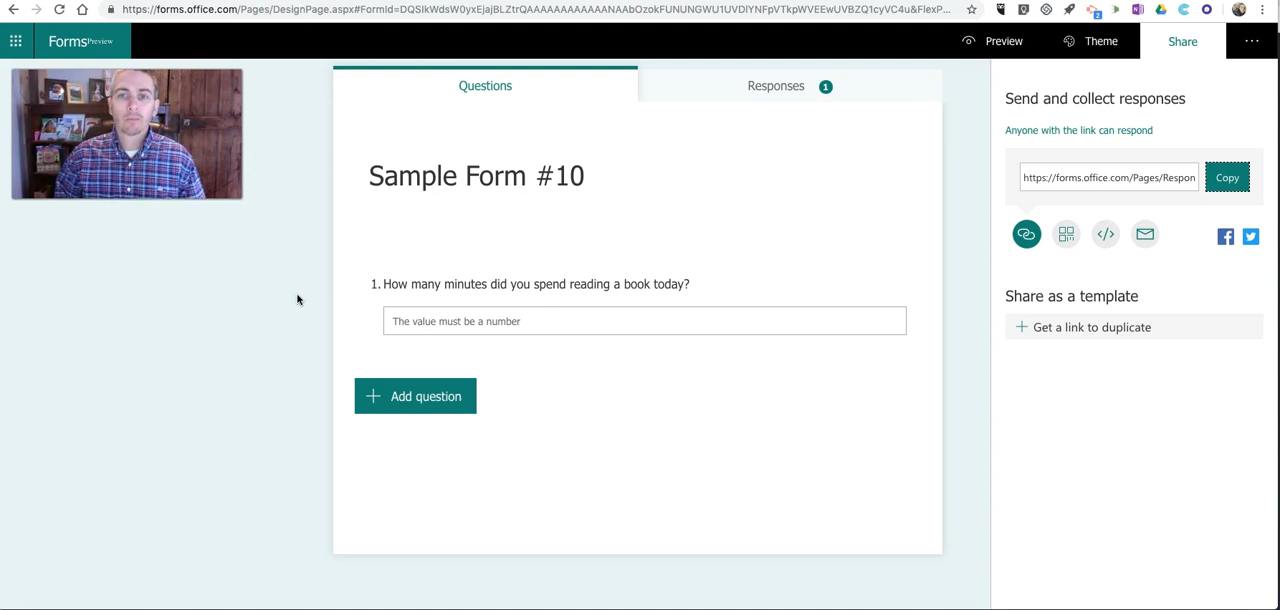 https://forms.office.com/Pages/DesignPage.aspx#FormId=DQSIkWdsW0yxEjajBLZtrQAAAAAAAAAAAANAAbOzokFUNUNGWU1UVDlYNFpVTkpWVEEwUVBZQ1cyVC4u&FlexP...
2
Forms Preview
Preview
Theme
Share
...
Questions
Responses 1
Sample Form #10
1. How many minutes did you spend reading a book today?
The value must be a number
+ Add question
Send and collect responses
Anyone with the link can respond
https://forms.office.com/Pages/Respon
Copy
Share as a template
+ Get a link to duplicate